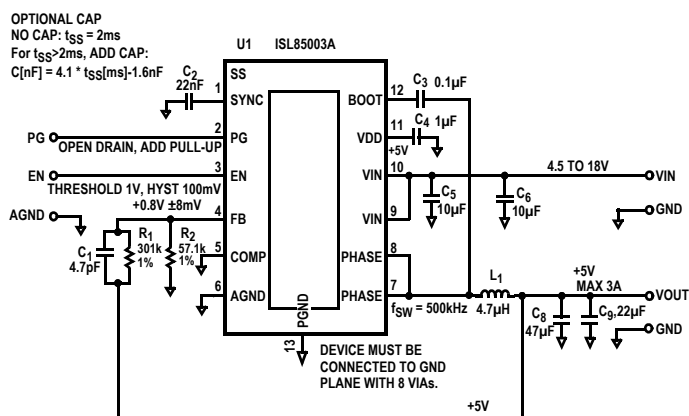 OPTIONAL CAP
NO CAP: tSS = 2ms
For tSS>2ms, ADD CAP:
C[nF] = 4.1 * tSS[ms]-1.6nF
U1 ISL85003A
C2
22nF
1
SS
SYNC
PG
OPEN DRAIN, ADD PULL-UP
2
PG
EN
3
EN
THRESHOLD 1V, HYST 100mV
+0.8V ±8mV
AGND
4
FB
C1
4.7pF
R1
301k
1%
R2
57.1k
1%
5
COMP
6
AGND
PGND
13
DEVICE MUST BE
CONNECTED TO GND
PLANE WITH 8 VIAs.
BOOT
12
C3 0.1µF
VDD
11
C4 1µF
+5V
VIN
10
4.5 TO 18V
VIN
C5
10µF
C6
10µF
GND
VIN
9
PHASE
8
PHASE
7
fSW = 500kHz
L1
4.7µH
+5V
MAX 3A
VOUT
C8
47µF
C9,22µF
GND
+5V